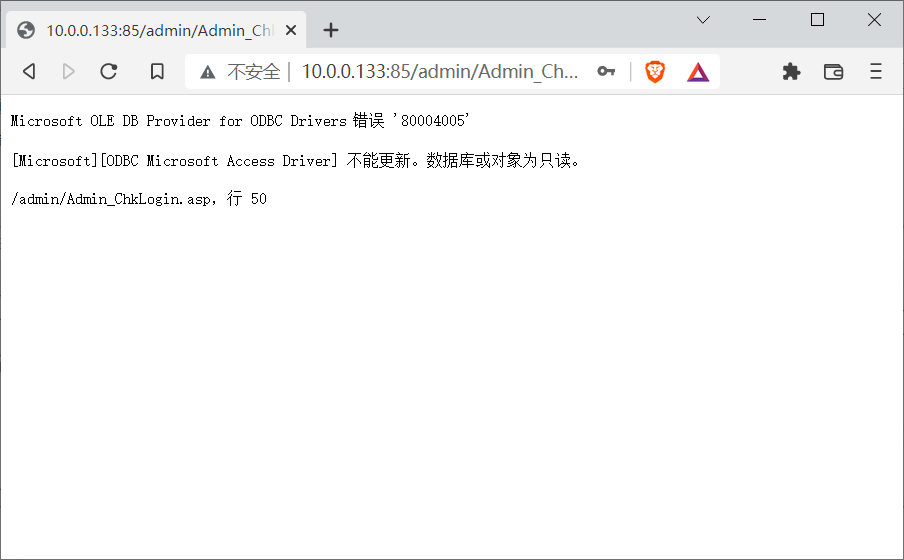 10.0.0.133:85/admin/Admin_Ch
不安全 10.0.0.133:85/admin/Admin_Ch...
Microsoft OLE DB Provider for ODBC Drivers 错误 '80004005'
[Microsoft][ODBC Microsoft Access Driver] 不能更新。数据库或对象为只读。
/admin/Admin_ChkLogin.asp，行 50